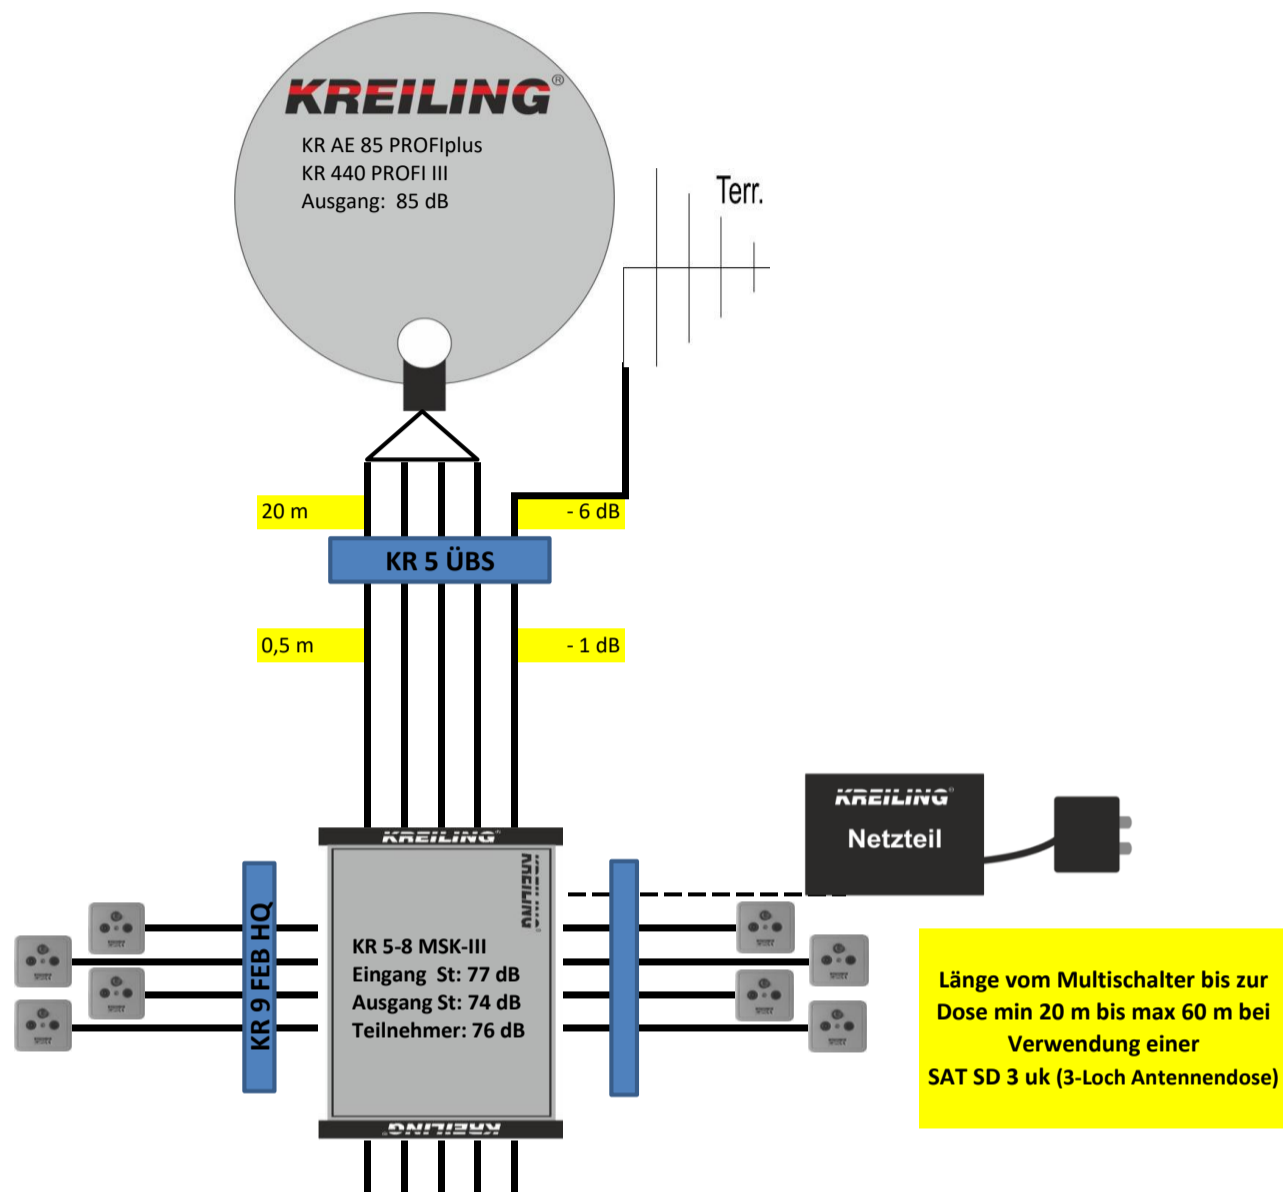 KREILING®
KR AE 85 PROFIplus
KR 440 PROFI III
Ausgang: 85 dB
Terr.
20 m
- 6 dB
KR 5 ÜBS
0,5 m
- 1 dB
KREILING®
Netzteil
KREILING®
KREILING
KREILING®
KR 9 FEB HQ
KR 5-8 MSK-III
Eingang St: 77 dB
Ausgang St: 74 dB
Teilnehmer: 76 dB
KREILING®
Länge vom Multischalter bis zur
Dose min 20 m bis max 60 m bei
Verwendung einer
SAT SD 3 uk (3-Loch Antennendose)